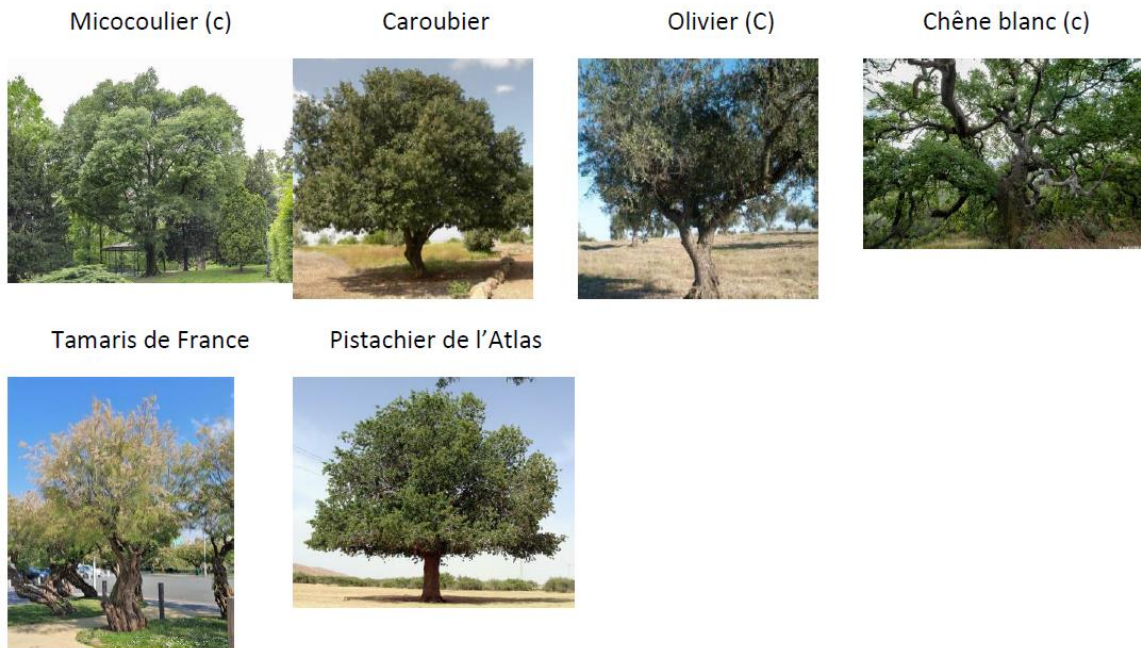 Micocoulier (c)
Caroubier
Olivier (C)
Chêne blanc (c)
Tamaris de France
Pistachier de l’Atlas